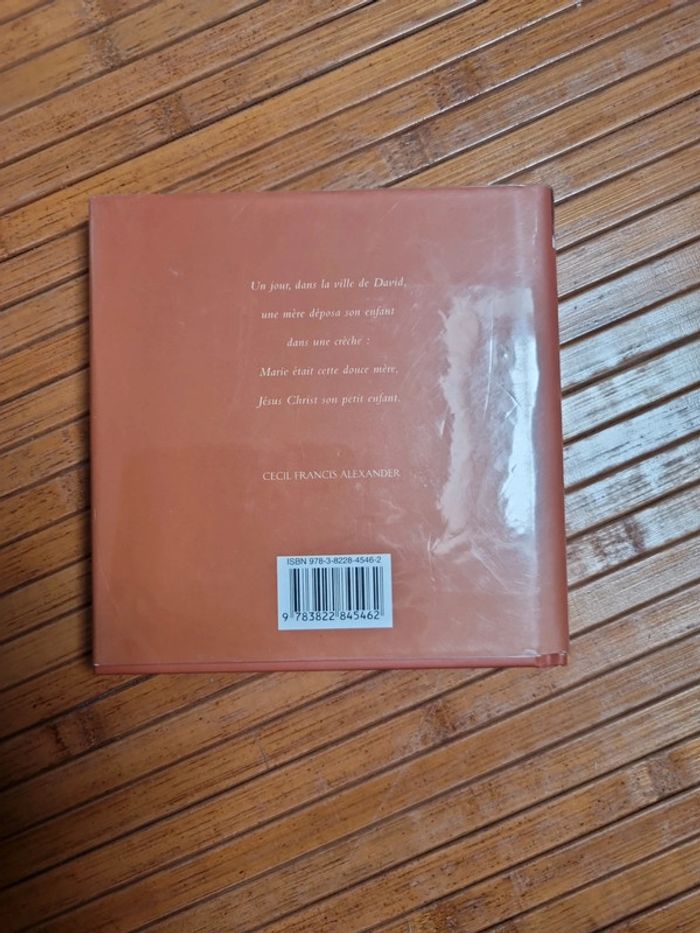 Un jour, dans la ville de David,
une mère déposa son enfant
dans une crèche :
Marie était cette douce mère,
Jésus Christ son petit enfant.
CECIL FRANCIS ALEXANDER
ISBN 978-3-8228-4546-2
9 783822 845462